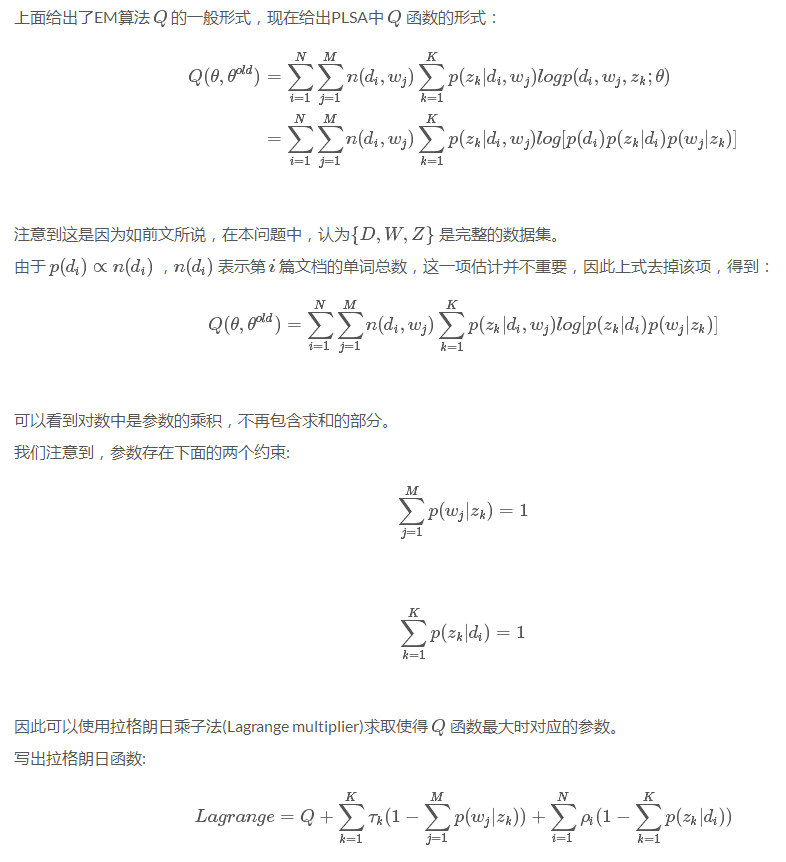 上面给出了EM算法 Q 的一般形式，现在给出PLSA中 Q 函数的形式：
Q(θ, θ^{old}) = \sum_{i=1}^{N} \sum_{j=1}^{M} n(d_i, w_j) \sum_{k=1}^{K} p(z_k|d_i, w_j) log p(d_i, w_j, z_k; θ)
= \sum_{i=1}^{N} \sum_{j=1}^{M} n(d_i, w_j) \sum_{k=1}^{K} p(z_k|d_i, w_j) log[p(d_i)p(z_k|d_i)p(w_j|z_k)]
注意到这是因为如前文所说，在本问题中，认为{D, W, Z} 是完整的数据集。
由于 p(d_i) ∝ n(d_i) ，n(d_i) 表示第 i 篇文档的单词总数，这一项估计并不重要，因此上式去掉该项，得到：
Q(θ, θ^{old}) = \sum_{i=1}^{N} \sum_{j=1}^{M} n(d_i, w_j) \sum_{k=1}^{K} p(z_k|d_i, w_j) log[p(z_k|d_i)p(w_j|z_k)]
可以看到对数中是参数的乘积，不再包含求和的部分。
我们注意到，参数存在下面的两个约束:
\sum_{j=1}^{M} p(w_j|z_k) = 1
\sum_{k=1}^{K} p(z_k|d_i) = 1
因此可以使用拉格朗日乘子法(Lagrange multiplier)求取使得 Q 函数最大时对应的参数。
写出拉格朗日函数:
Lagrange = Q + \sum_{k=1}^{K} τ_k(1 − \sum_{j=1}^{M} p(w_j|z_k)) + \sum_{i=1}^{N} ρ_i(1 − \sum_{k=1}^{K} p(z_k|d_i))